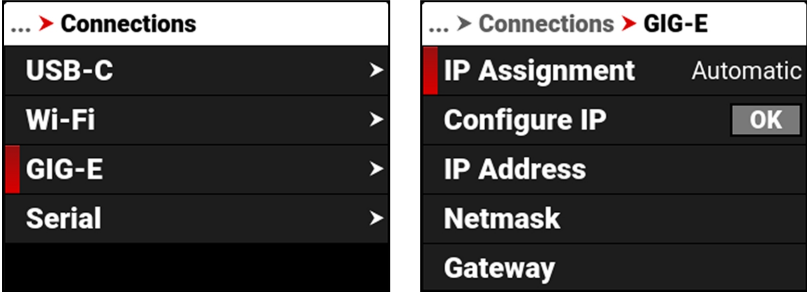 ... > Connections
USB-C >
Wi-Fi >
GIG-E >
Serial >
... > Connections > GIG-E
IP Assignment Automatic
Configure IP OK
IP Address
Netmask
Gateway